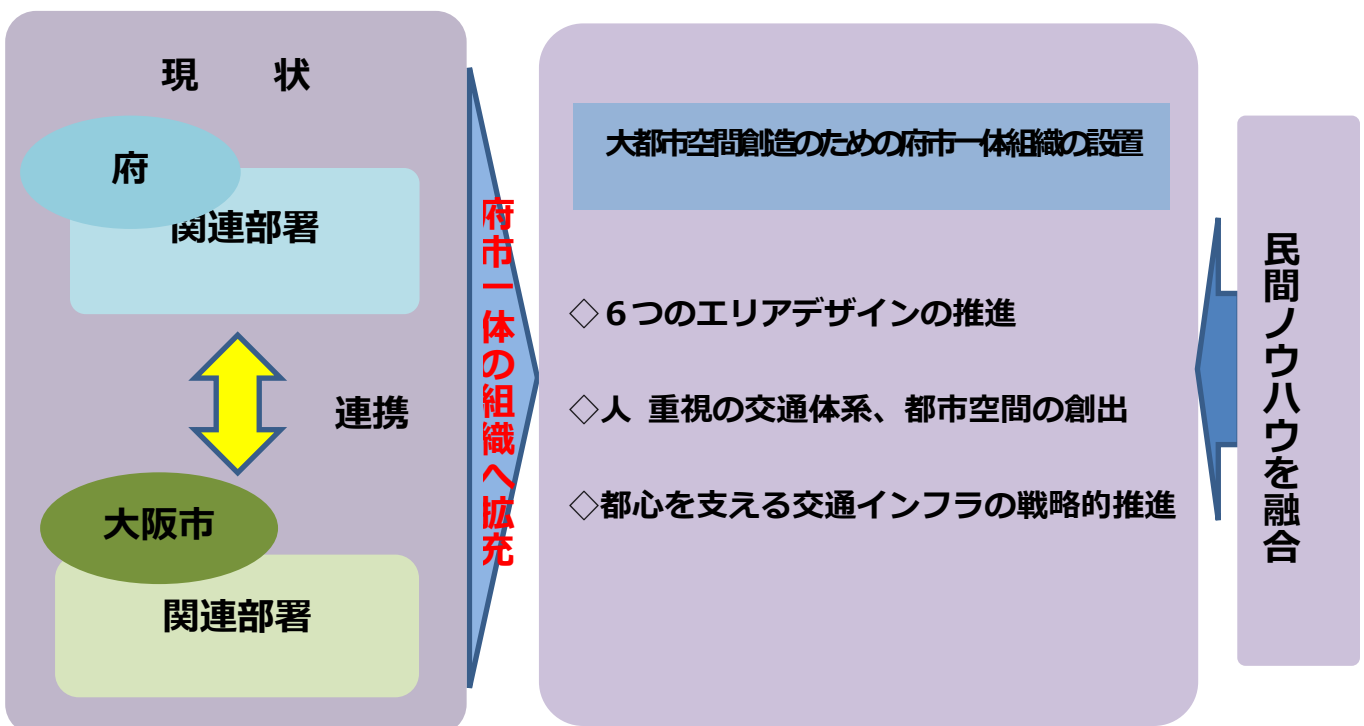 現　　状
府
関連部署
連携
大阪市
関連部署
府市一体の組織へ拡充
大都市空間創造のための府市一体組織の設置
◇６つのエリアデザインの推進
◇人 重視の交通体系、都市空間の創出
◇都心を支える交通インフラの戦略的推進
民間ノウハウを融合